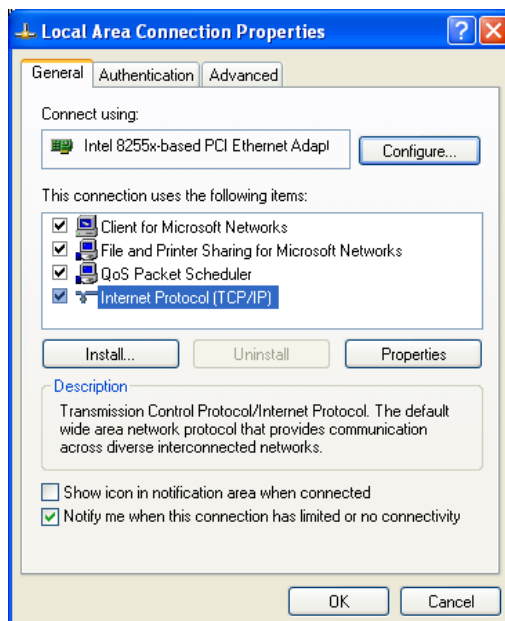 Local Area Connection Properties
General Authentication Advanced
Connect using:
Intel 8255x-based PCI Ethernet Adapt
Configure...
This connection uses the following items:
Client for Microsoft Networks
File and Printer Sharing for Microsoft Networks
QoS Packet Scheduler
Internet Protocol (TCP/IP)
Install... Uninstall Properties
Description
Transmission Control Protocol/Internet Protocol. The default
wide area network protocol that provides communication
across diverse interconnected networks.
Show icon in notification area when connected
Notify me when this connection has limited or no connectivity
OK Cancel